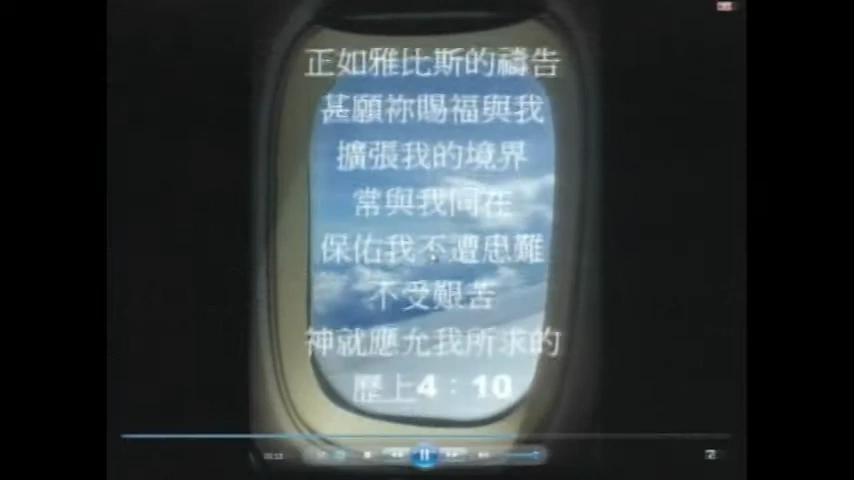 正如雅比斯的禱告
甚願祢賜福與我
擴張我的境界
常與我同在
保佑我不遭患難
不受艱苦
神就應允我所求的
歷上4：10